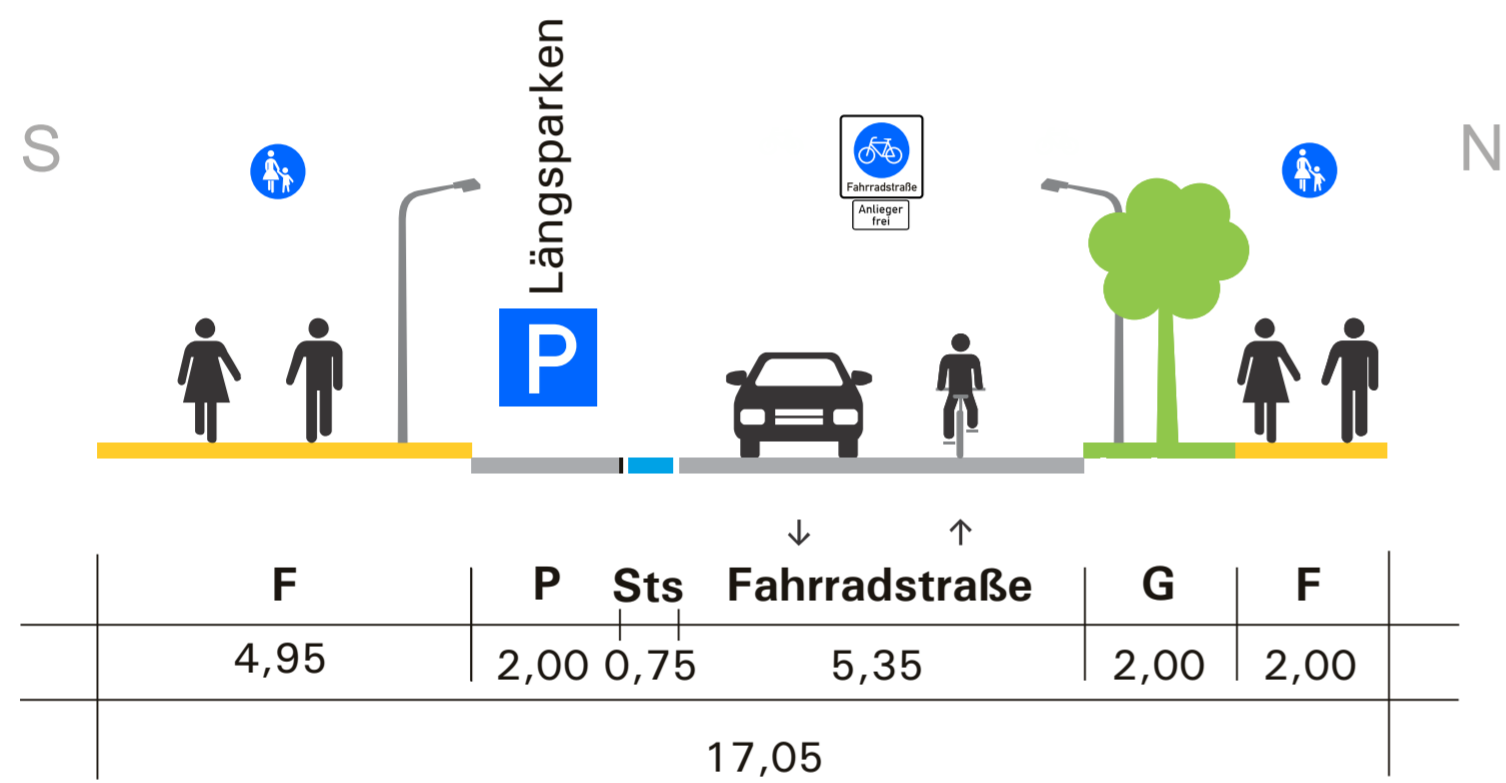 S
Längsparken
N
Fahrradstraße
Anlieger
frei
P
F P Sts Fahrradstraße G F
4,95 2,00 0,75 5,35 2,00 2,00
17,05